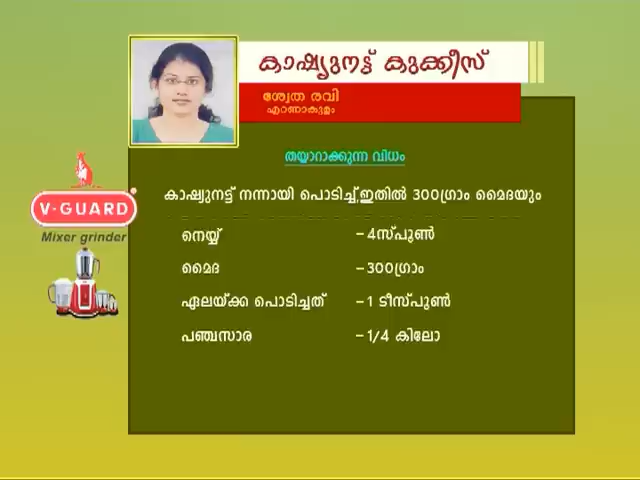 കാഷ്യുനട്ട് കുക്കീസ്
ശ്വേത രവി
എറണാകുളം
തയ്യാറാക്കുന്ന വിധം
കാഷ്യുനട്ട് നന്നായി പൊടിച്ച്,ഇതിൽ 300ഗ്രാം മൈദയും
V-GUARD
Mixer grinder
നെയ്യ് – 4സ്പൂൺ
മൈദ – 300ഗ്രാം
ഏലയ്ക്ക പൊടിച്ചത് – 1 ടീസ്പൂൺ
പഞ്ചസാര – 1/4 കിലോ